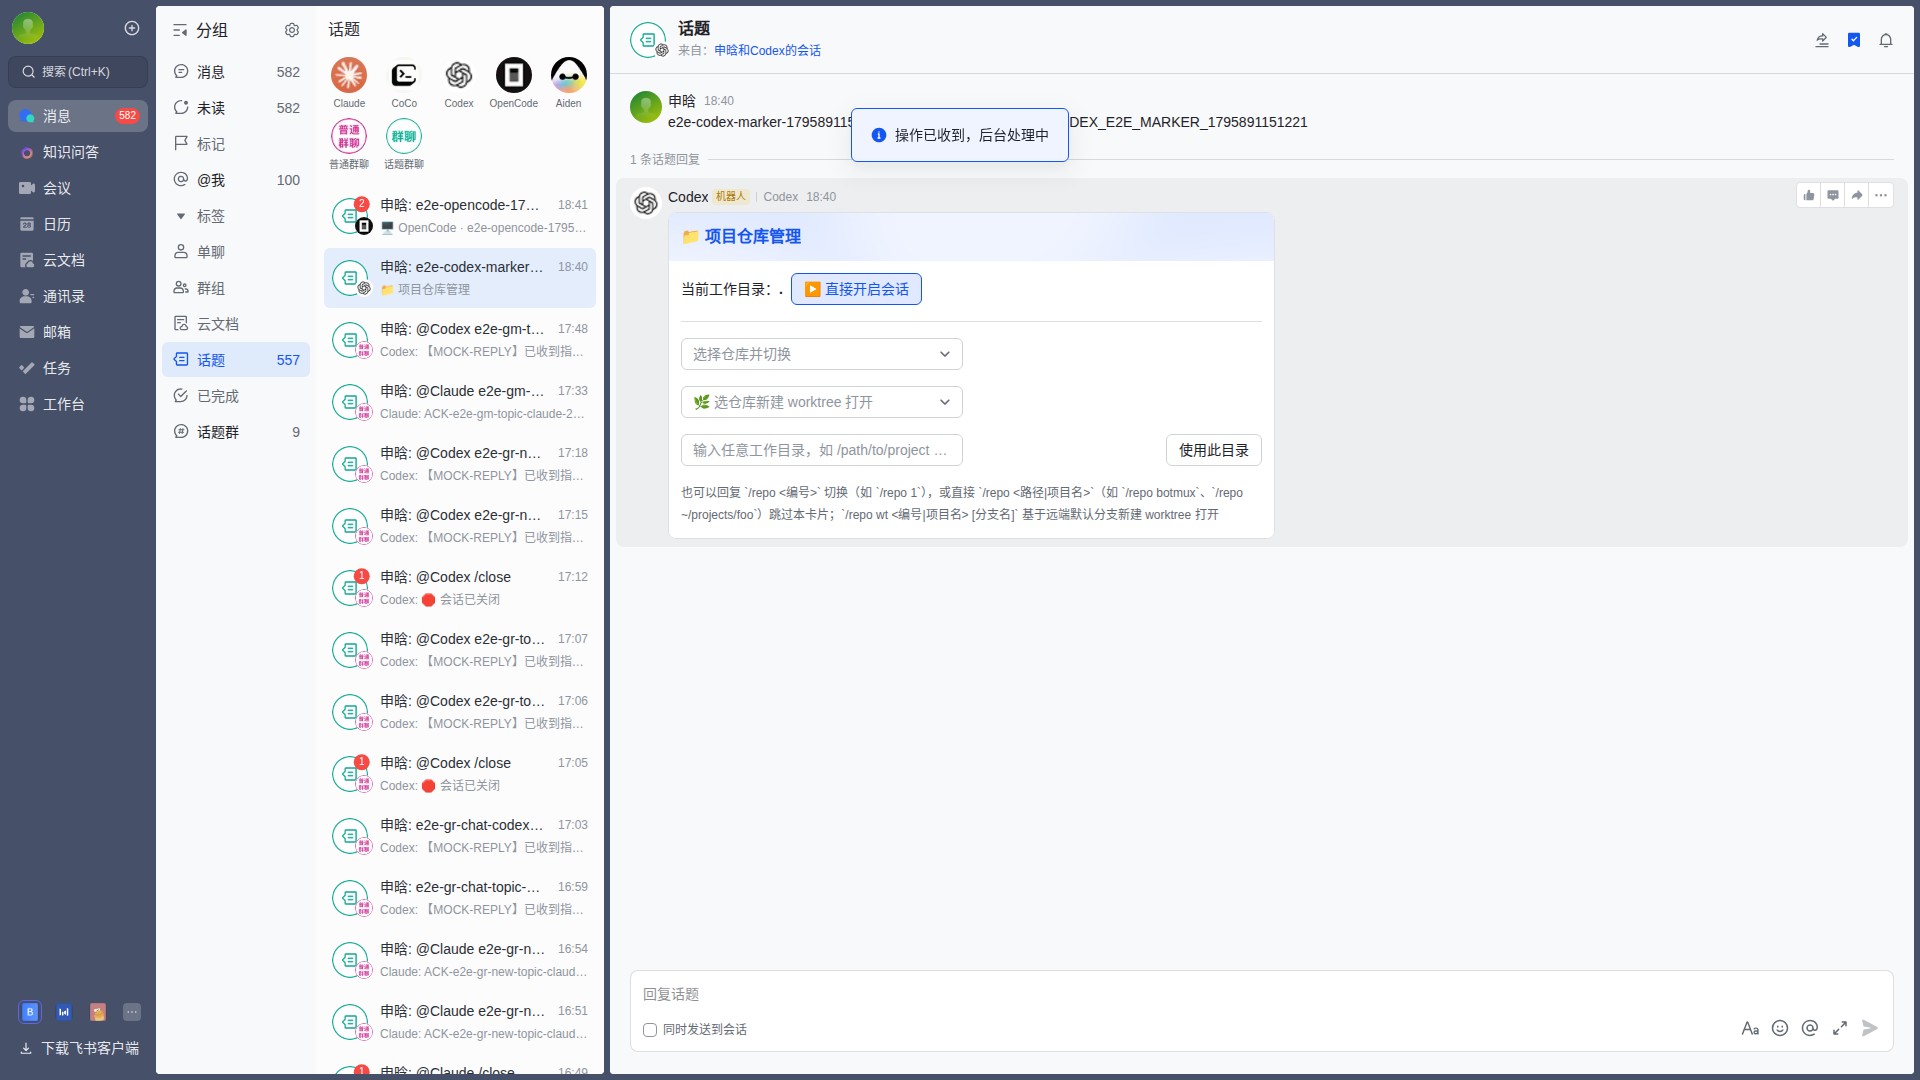 搜索 (Ctrl+K)
消息 582
知识问答
会议
日历
云文档
通讯录
邮箱
任务
工作台
下载飞书客户端
分组
消息 582
未读 582
标记
@我 100
标签
单聊
群组
云文档
话题 557
已完成
话题群 9
话题
Claude CoCo Codex OpenCode Aiden
普通群聊 群聊
普通群聊 话题群聊
2 申晗: e2e-opencode-17... 18:41
🖥️ OpenCode · e2e-opencode-1795...
申晗: e2e-codex-marker... 18:40
📁 项目仓库管理
申晗: @Codex e2e-gm-t... 17:48
Codex: 【MOCK-REPLY】已收到指...
申晗: @Claude e2e-gm-... 17:33
Claude: ACK-e2e-gm-topic-claude-2...
申晗: @Codex e2e-gr-n... 17:18
Codex: 【MOCK-REPLY】已收到指...
申晗: @Codex e2e-gr-n... 17:15
Codex: 【MOCK-REPLY】已收到指...
1 申晗: @Codex /close 17:12
Codex: 🛑 会话已关闭
申晗: @Codex e2e-gr-to... 17:07
Codex: 【MOCK-REPLY】已收到指...
申晗: @Codex e2e-gr-to... 17:06
Codex: 【MOCK-REPLY】已收到指...
1 申晗: @Codex /close 17:05
Codex: 🛑 会话已关闭
申晗: e2e-gr-chat-codex... 17:03
Codex: 【MOCK-REPLY】已收到指...
申晗: e2e-gr-chat-topic-... 16:59
Codex: 【MOCK-REPLY】已收到指...
申晗: @Claude e2e-gr-n... 16:54
Claude: ACK-e2e-gr-new-topic-claud...
申晗: @Claude e2e-gr-n... 16:51
Claude: ACK-e2e-gr-new-topic-claud...
1 申晗: @Claude /close 16:49
话题
来自：申晗和Codex的会话
申晗 18:40
e2e-codex-marker-179589115 DEX_E2E_MARKER_1795891151221
操作已收到，后台处理中
1 条话题回复
Codex 机器人 | Codex 18:40
📁 项目仓库管理
当前工作目录：. ▶️ 直接开启会话
选择仓库并切换
🌿 选仓库新建 worktree 打开
输入任意工作目录，如 /path/to/project ... 使用此目录
也可以回复 `/repo <编号>` 切换（如 `/repo 1`），或直接 `/repo <路径|项目名>`（如 `/repo botmux`、`/repo
~/projects/foo`）跳过本卡片；`/repo wt <编号|项目名> [分支名]` 基于远端默认分支新建 worktree 打开
回复话题
同时发送到会话